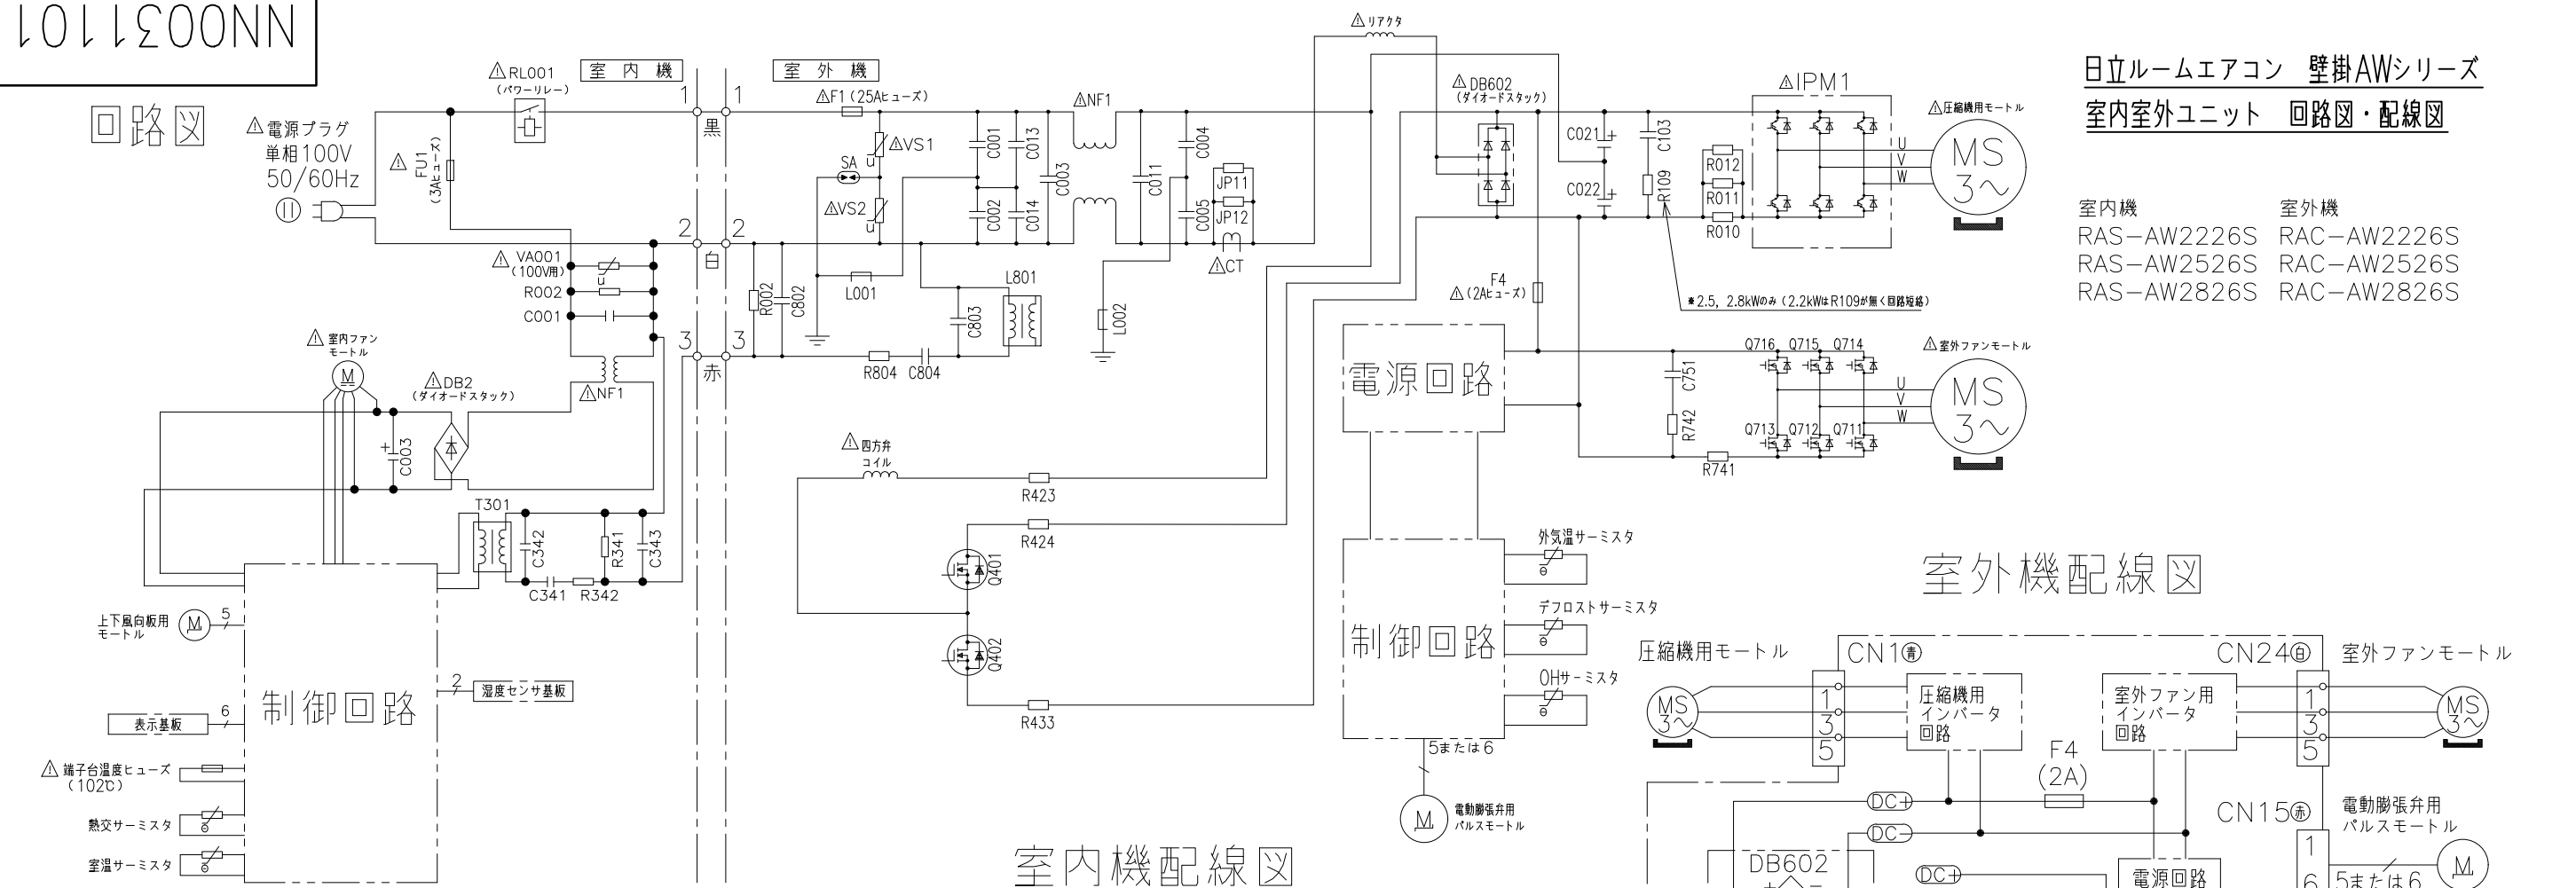 NN0031101
回路図
⚠電源プラグ
単相100V
50/60Hz
⚠RL001
(パワーリレー)
室内機
室外機
⚠FU1
(3Aヒューズ)
1 1
黒
2 2
白
3 3
赤
⚠VA001
(100V用)
R002
C001
⚠NF1
⚠室内ファン
モートル
M
⚠DB2
(ダイオードスタック)
+
C003
T301
C342
R341
C343
C341
R342
上下風向板用
モートル
M
5
制御回路
2
湿度センサ基板
表示基板
6
⚠端子台温度ヒューズ
(102℃)
熱交サーミスタ
θ
室温サーミスタ
θ
⚠F1(25Aヒューズ)
⚠VS1
SA
⚠VS2
u
u
u
C001
C013
C002
C014
C003
⚠NF1
C011
C004
C005
JP11
JP12
⚠CT
R002
C802
L001
L801
C803
L002
R804
C804
⚠四方弁
コイル
R423
R424
Q401
Q402
R433
⚠リアクタ
⚠DB602
(ダイオードスタック)
C021
+
C022
+
C103
R109
R012
R011
R010
⚠IPM1
U
V
W
⚠圧縮機用モートル
MS
3~
F4
⚠(2Aヒューズ)
※2.5, 2.8kWのみ(2.2kWはR109が無く回路短絡)
電源回路
C751
R742
R741
Q716
Q715
Q714
Q713
Q712
Q711
U
V
W
⚠室外ファンモートル
MS
3~
制御回路
外気温サーミスタ
θ
デフロストサーミスタ
θ
OHサーミスタ
θ
5または6
M
電動膨張弁用
パルスモートル
日立ルームエアコン 壁掛AWシリーズ
室内室外ユニット 回路図・配線図
室内機 室外機
RAS-AW2226S RAC-AW2226S
RAS-AW2526S RAC-AW2526S
RAS-AW2826S RAC-AW2826S
室内機配線図
室外機配線図
圧縮機用モートル
MS
3~
CN1青
1
3
5
圧縮機用
インバータ
回路
室外ファン用
インバータ
回路
CN24白
1
3
5
室外ファンモートル
MS
3~
F4
(2A)
DC+
DC-
DB602
+
-
DC+
電源回路
CN15赤
1
6
電動膨張弁用
パルスモートル
M
5または6